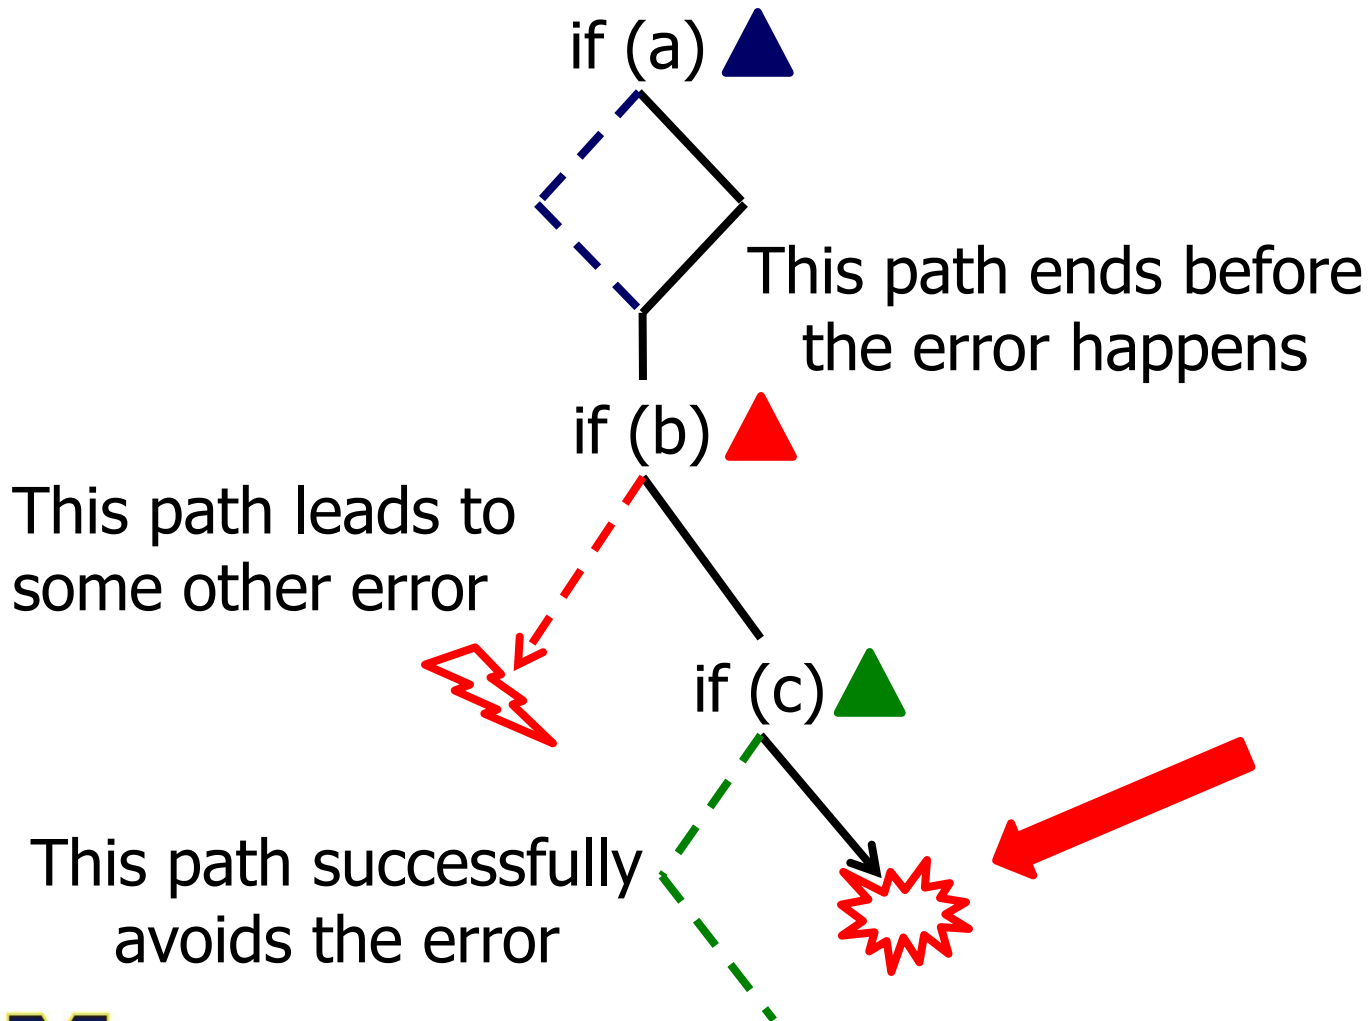 if (a)
This path ends before
the error happens
if (b)
This path leads to
some other error
if (c)
This path successfully
avoids the error